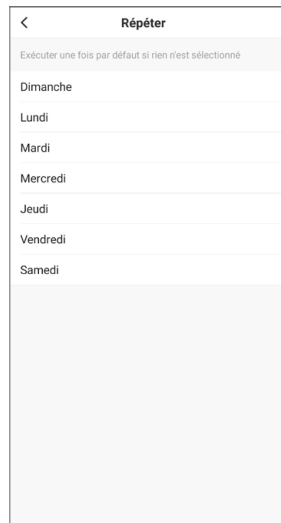 Répéter
Exécuter une fois par défaut si rien n'est sélectionné
Dimanche
Lundi
Mardi
Mercredi
Jeudi
Vendredi
Samedi